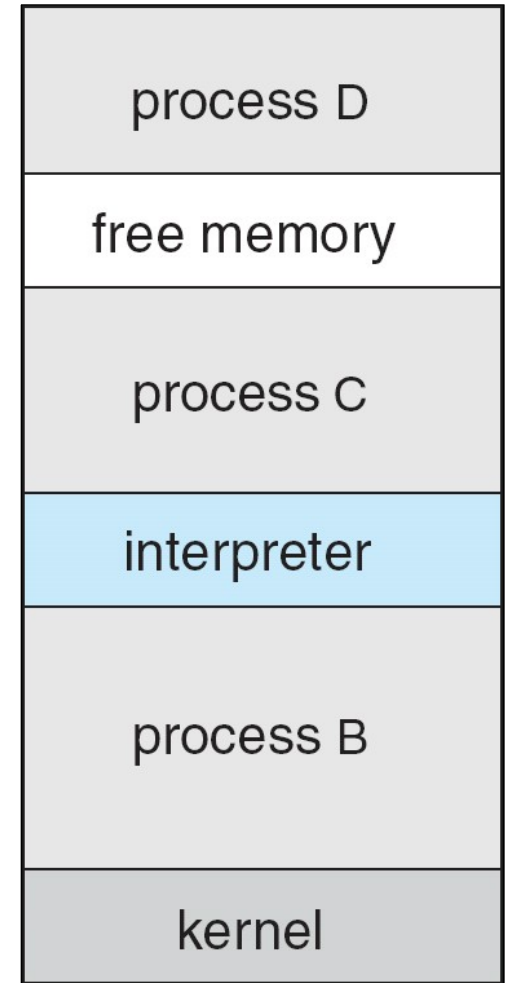 process D
free memory
process C
interpreter
process B
kernel